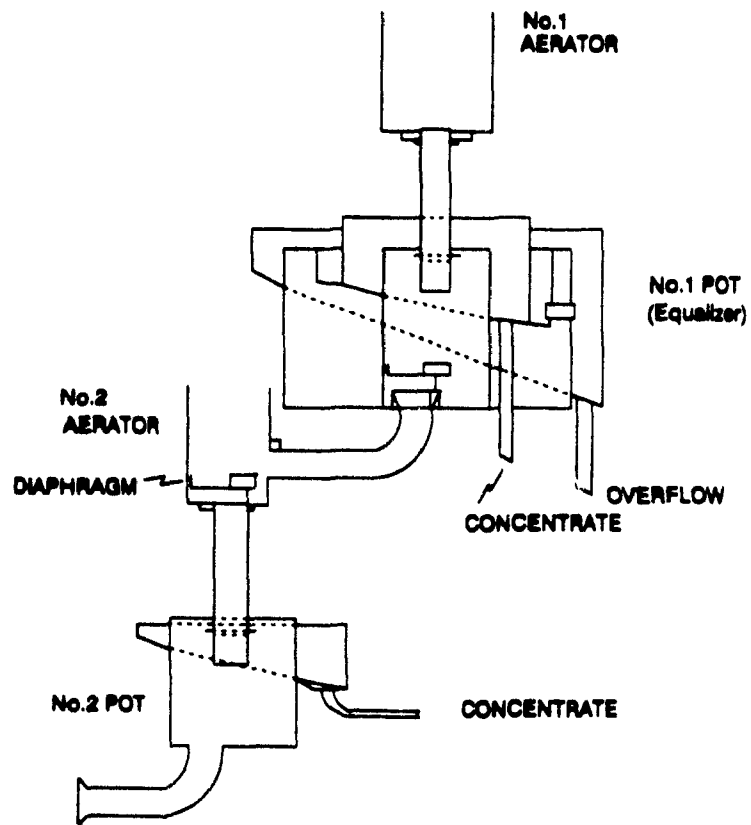 No.1
AERATOR
No.1 POT
(Equalizer)
No.2
AERATOR
DIAPHRAGM
OVERFLOW
CONCENTRATE
No.2 POT
CONCENTRATE